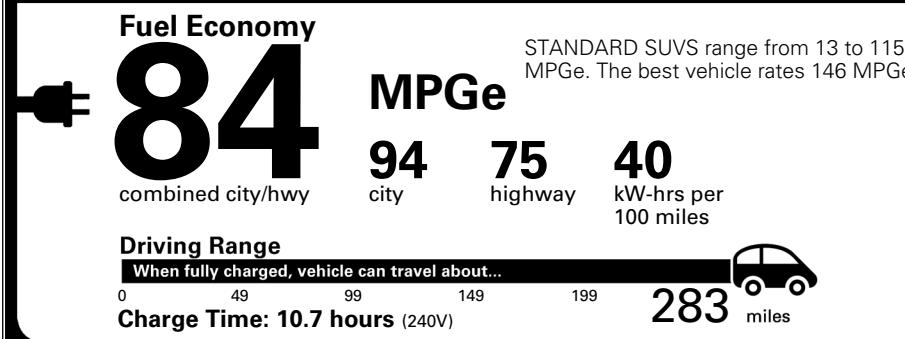 Fuel Economy
84
MPGe
STANDARD SUVS range from 13 to 115
MPGe. The best vehicle rates 146 MPGe
combined city/hwy
94
city
75
highway
40
kW-hrs per
100 miles
Driving Range
When fully charged, vehicle can travel about...
0 49 99 149 199
283 miles
Charge Time: 10.7 hours (240V)